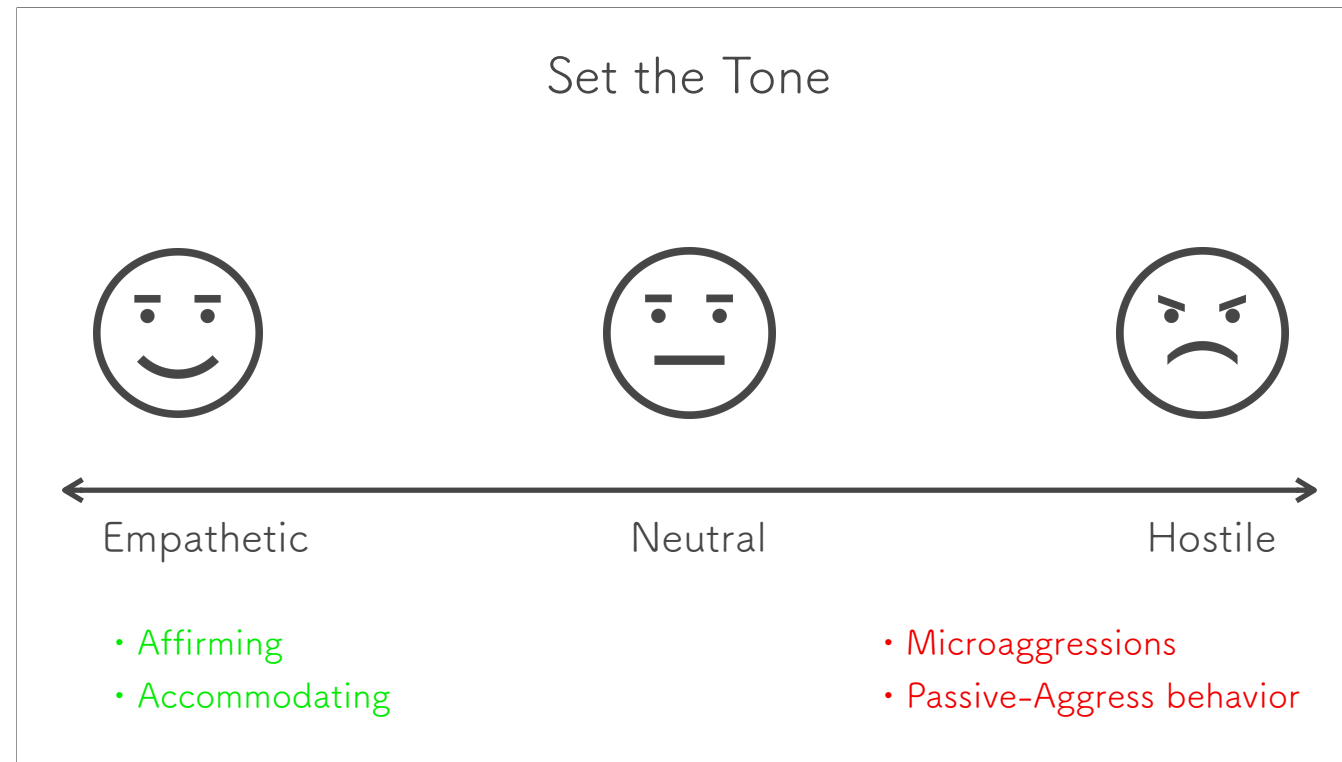 Set the Tone
Empathetic
Neutral
Hostile
• Affirming
• Accommodating
• Microaggressions
• Passive-Aggress behavior